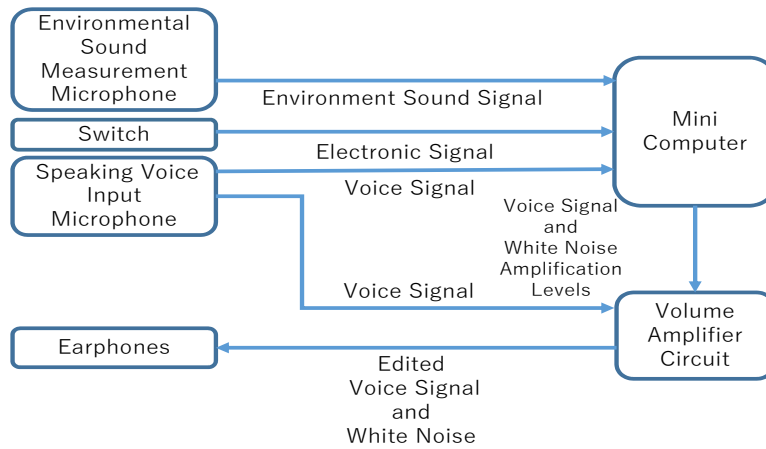 Environmental
Sound
Measurement
Microphone
Environment Sound Signal
Switch
Electronic Signal
Speaking Voice
Input
Microphone
Voice Signal
Mini
Computer
Voice Signal
and
White Noise
Amplification
Levels
Voice Signal
Volume
Amplifier
Circuit
Earphones
Edited
Voice Signal
and
White Noise